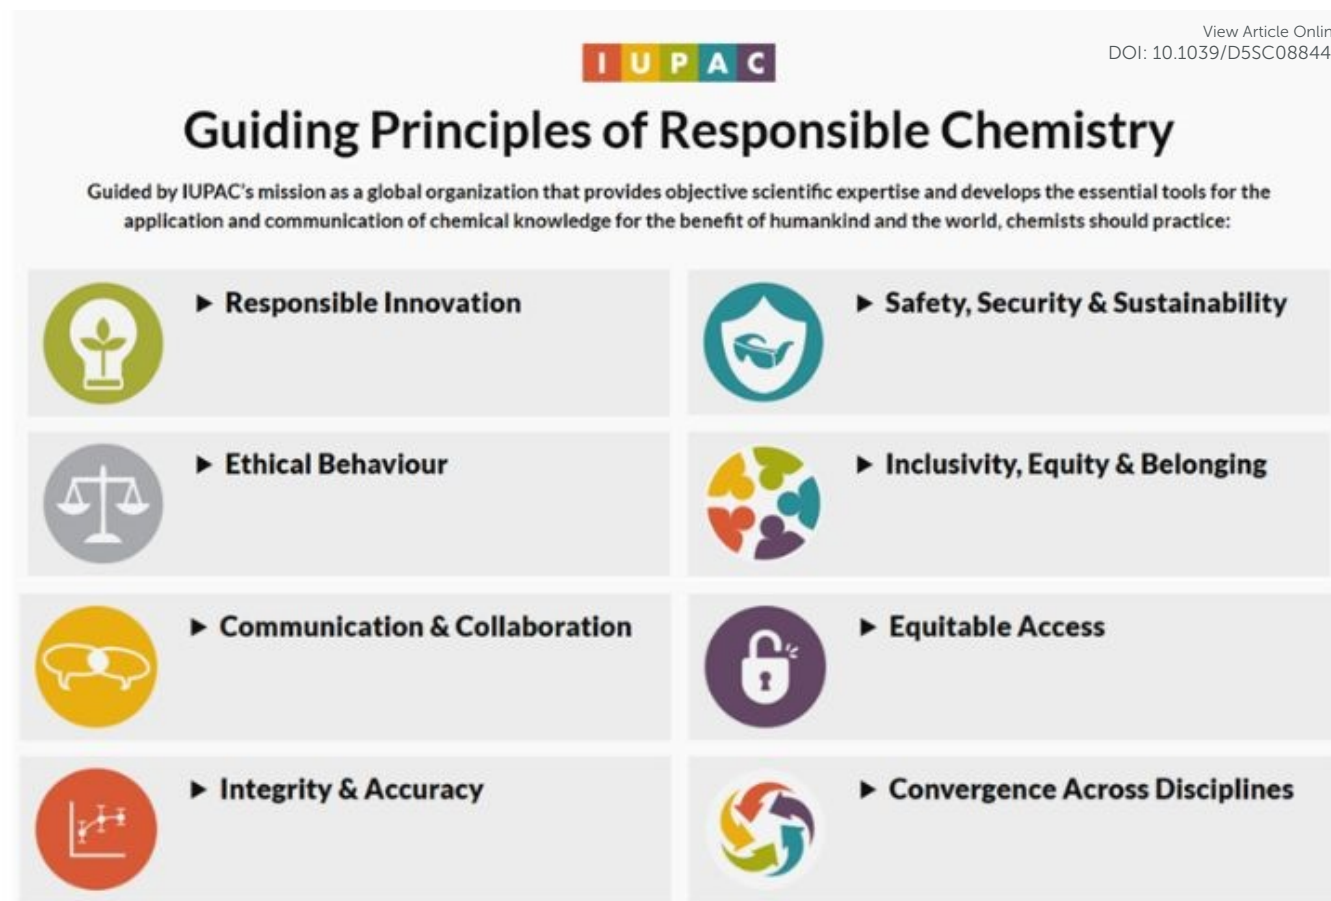 View Article Onlin
DOI: 10.1039/D5SC08844
IUPAC
Guiding Principles of Responsible Chemistry
Guided by IUPAC's mission as a global organization that provides objective scientific expertise and develops the essential tools for the
application and communication of chemical knowledge for the benefit of humankind and the world, chemists should practice:
▶ Responsible Innovation
▶ Safety, Security & Sustainability
▶ Ethical Behaviour
▶ Inclusivity, Equity & Belonging
▶ Communication & Collaboration
▶ Equitable Access
▶ Integrity & Accuracy
▶ Convergence Across Disciplines